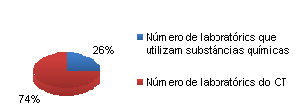 26%
74%
Número de laboratórios que
utilizam substâncias químicas
Número de laboratórios do CT